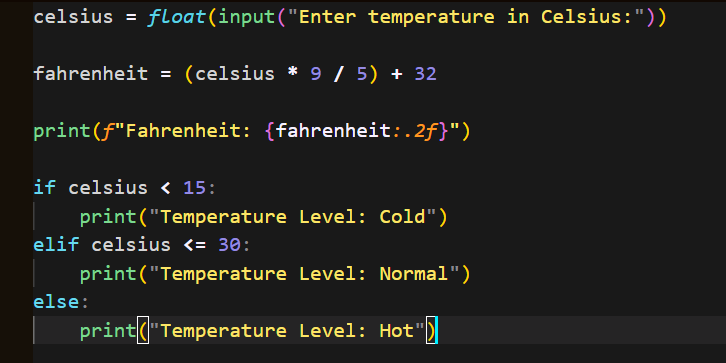 celsius = float(input("Enter temperature in Celsius:"))
fahrenheit = (celsius * 9 / 5) + 32
print(f"Fahrenheit: {fahrenheit:.2f}")
if celsius < 15:
    print("Temperature Level: Cold")
elif celsius <= 30:
    print("Temperature Level: Normal")
else:
    print("Temperature Level: Hot")